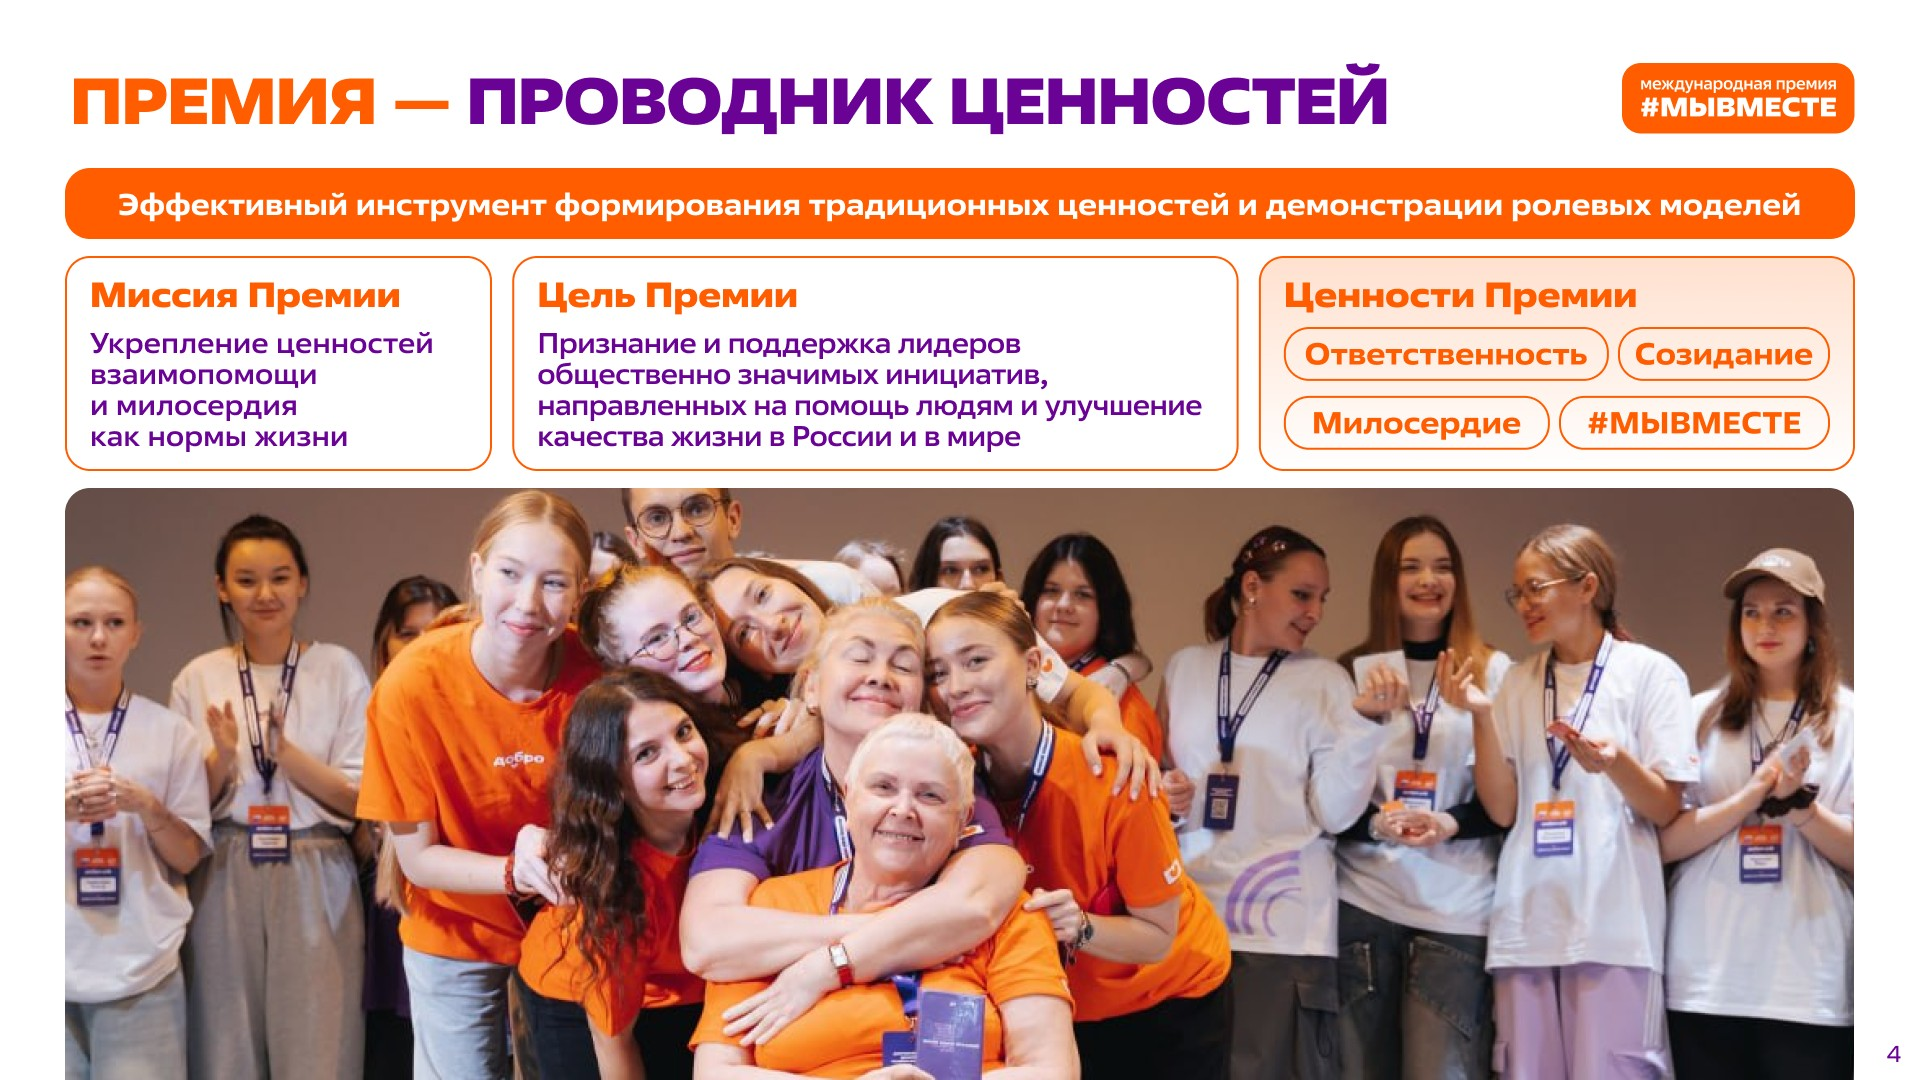 ПРЕМИЯ — ПРОВОДНИК ЦЕННОСТЕЙ
международная премия
#МЫВМЕСТЕ
Эффективный инструмент формирования традиционных ценностей и демонстрации ролевых моделей
Миссия Премии
Укрепление ценностей
взаимопомощи
и милосердия
как нормы жизни
Цель Премии
Признание и поддержка лидеров
общественно значимых инициатив,
направленных на помощь людям и улучшение
качества жизни в России и в мире
Ценности Премии
Ответственность
Созидание
Милосердие
#МЫВМЕСТЕ
добро
4